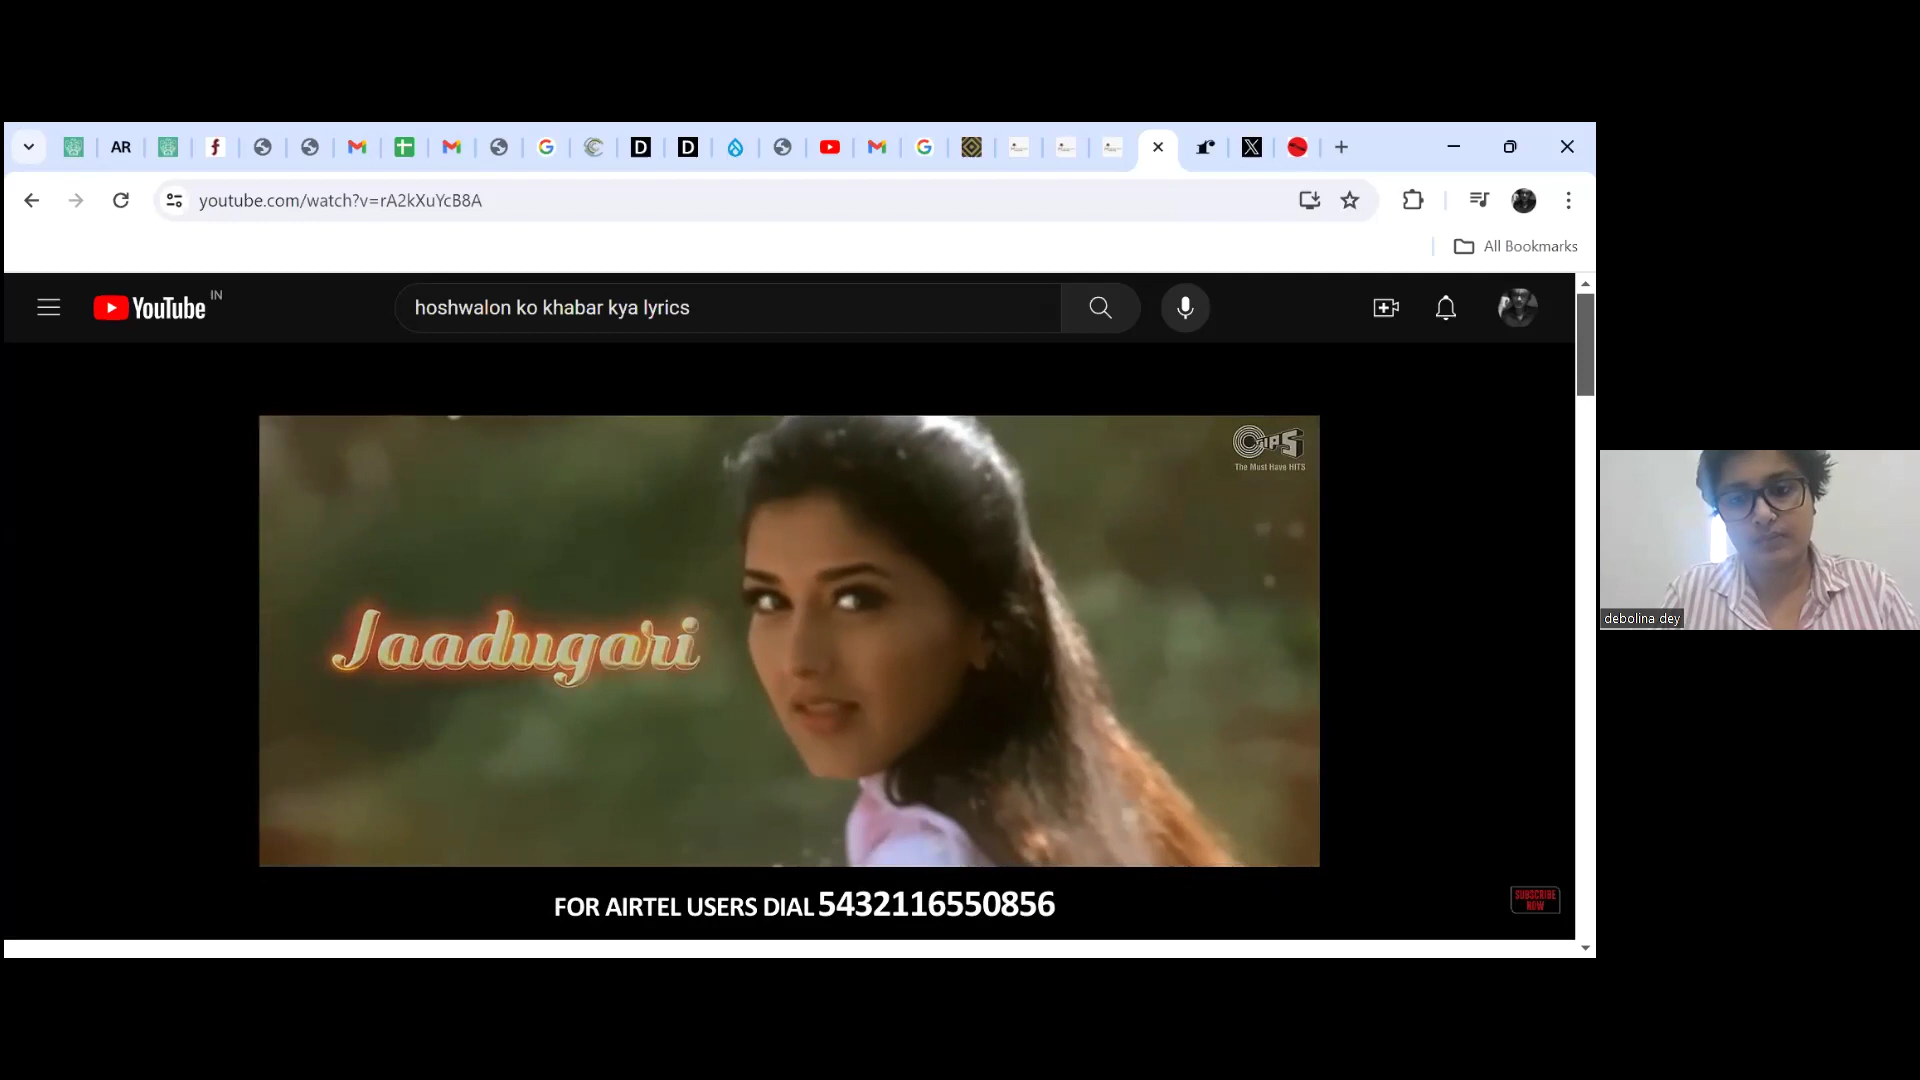 AR
youtube.com/watch?v=rA2kXuYcB8A
All Bookmarks
YouTube IN
hoshwalon ko khabar kya lyrics
TIPS
The Must Have HITS
Jaadugari
FOR AIRTEL USERS DIAL 5432116550856
SUBSCRIBE
NOW
debolina dey